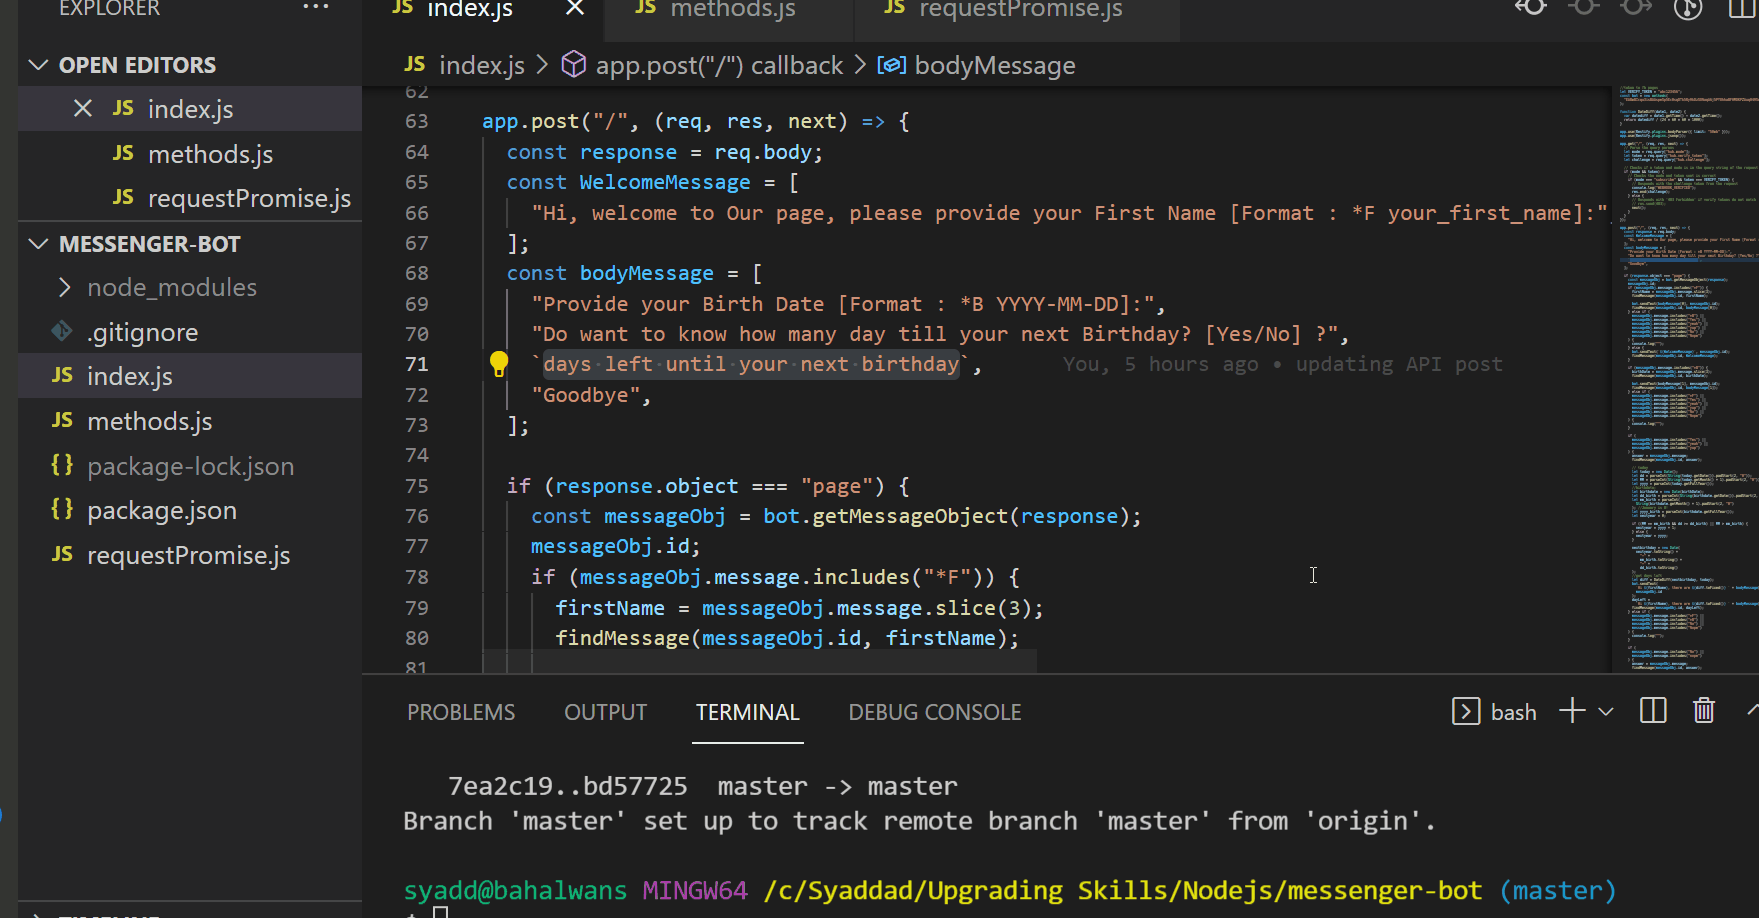 EXPLORER ...
OPEN EDITORS
JS index.js
JS methods.js
JS requestPromise.js
MESSENGER-BOT
node_modules
.gitignore
JS index.js
JS methods.js
{} package-lock.json
{} package.json
JS requestPromise.js
JS index.js JS methods.js JS requestPromise.js
JS index.js > app.post("/") callback > bodyMessage
62
63 app.post("/", (req, res, next) => {
64 const response = req.body;
65 const WelcomeMessage = [
66 "Hi, welcome to Our page, please provide your First Name [Format : *F your_first_name]:",
67 ];
68 const bodyMessage = [
69 "Provide your Birth Date [Format : *B YYYY-MM-DD]:",
70 "Do want to know how many day till your next Birthday? [Yes/No] ?",
71 `days left until your next birthday`, You, 5 hours ago • updating API post
72 "Goodbye",
73 ];
74
75 if (response.object === "page") {
76 const messageObj = bot.getMessageObject(response);
77 messageObj.id;
78 if (messageObj.message.includes("*F")) {
79 firstName = messageObj.message.slice(3);
80 findMessage(messageObj.id, firstName);
81
PROBLEMS OUTPUT TERMINAL DEBUG CONSOLE bash
7ea2c19..bd57725 master -> master
Branch 'master' set up to track remote branch 'master' from 'origin'.
syadd@bahalwans MINGW64 /c/Syaddad/Upgrading Skills/Nodejs/messenger-bot (master)